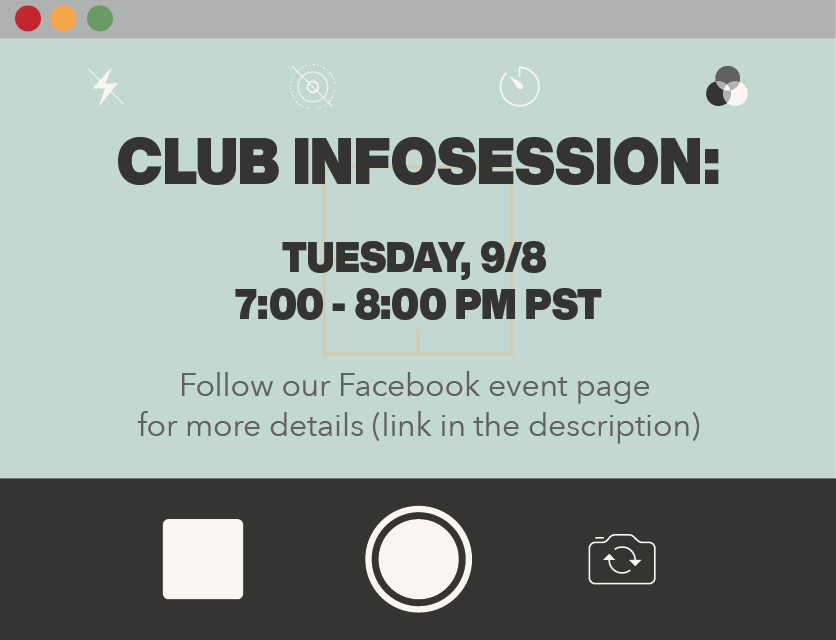 CLUB INFOSESSION:
TUESDAY, 9/8
7:00 - 8:00 PM PST
Follow our Facebook event page
for more details (link in the description)